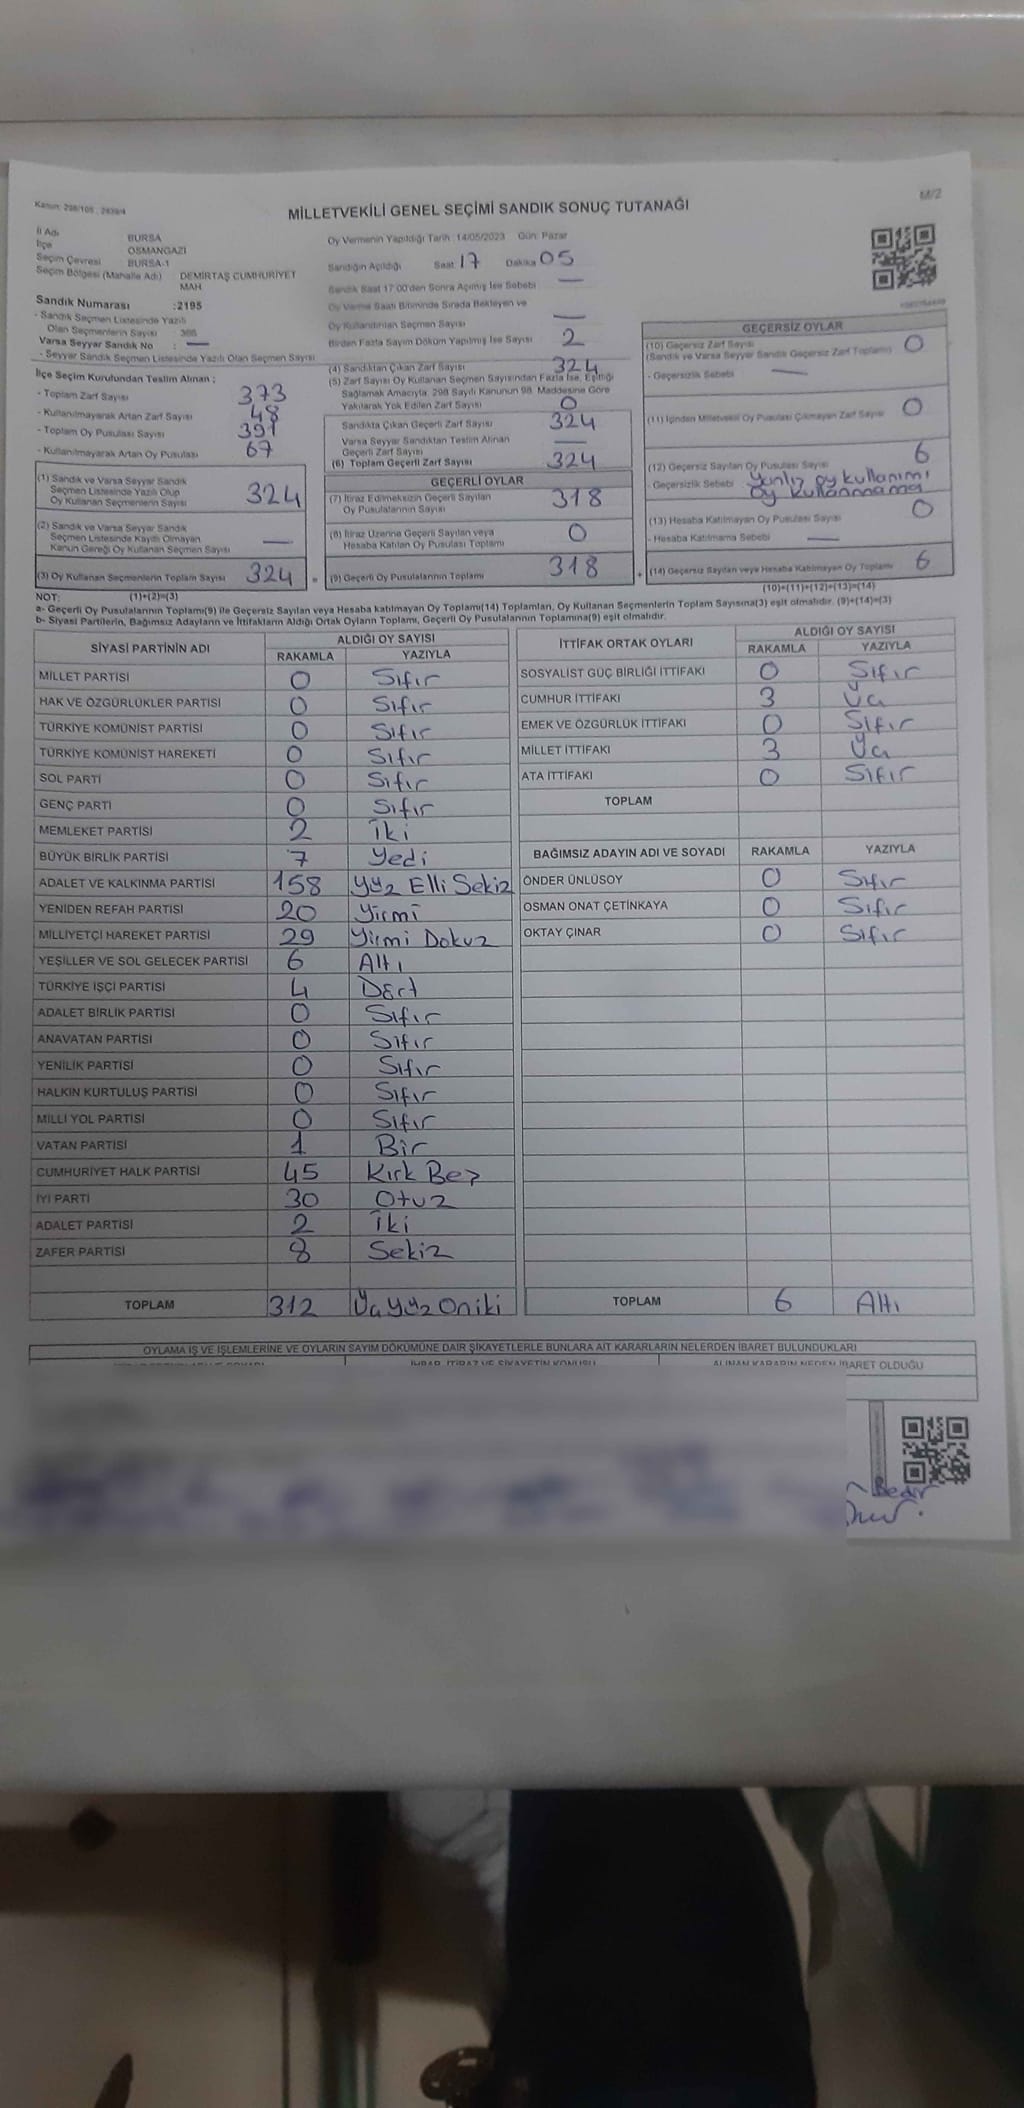 Kanun: 298/105 ; 2839/4
M/2
MİLLETVEKİLİ GENEL SEÇİMİ SANDIK SONUÇ TUTANAĞI
İl Adı BURSA
İlçe OSMANGAZİ
Seçim Çevresi BURSA-1
Seçim Bölgesi (Mahalle Adı) DEMİRTAŞ CUMHURİYET MAH
Sandık Numarası :2195
- Sandık Seçmen Listesinde Yazılı
Olan Seçmenlerin Sayısı :
Varsa Seyyar Sandık No : —
- Seyyar Sandık Seçmen Listesinde Yazılı Olan Seçmen Sayısı
İlçe Seçim Kurulundan Teslim Alınan :
- Toplam Zarf Sayısı 373
- Kullanılmayarak Artan Zarf Sayısı 48
- Toplam Oy Pusulası Sayısı 391
- Kullanılmayarak Artan Oy Pusulası 67
(1) Sandık ve Varsa Seyyar Sandık
Seçmen Listesinde Yazılı Olup
Oy Kullanan Seçmenlerin Sayısı 324
(2) Sandık ve Varsa Seyyar Sandık
Seçmen Listesinde Kayıtlı Olmayan
Kanun Gereği Oy Kullanan Seçmen Sayısı —
(3) Oy Kullanan Seçmenlerin Toplam Sayısı 324 =
Oy Vermenin Yapıldığı Tarih :14/05/2023 Gün: Pazar
Sandığın Açıldığı Saat 17 Dakika 05
Sandık Saat 17:00'den Sonra Açılmış İse Sebebi —
Oy Verme Saati Bitiminde Sırada Bekleyen ve
Oy Kullandırılan Seçmen Sayısı —
Birden Fazla Sayım Döküm Yapılmış İse Sayısı 2
(4) Sandıktan Çıkan Zarf Sayısı 324
(5) Zarf Sayısı Oy Kullanan Seçmen Sayısından Fazla İse, Eşitliği
Sağlamak Amacıyla, 298 Sayılı Kanunun 98. Maddesine Göre
Yakılarak Yok Edilen Zarf Sayısı 0
Sandıkta Çıkan Geçerli Zarf Sayısı 324
Varsa Seyyar Sandıktan Teslim Alınan
Geçerli Zarf Sayısı —
(6) Toplam Geçerli Zarf Sayısı 324
GEÇERLİ OYLAR
(7) İtiraz Edilmeksizin Geçerli Sayılan
Oy Pusulalarının Sayısı 318
(8) İtiraz Üzerine Geçerli Sayılan veya
Hesaba Katılan Oy Pusulası Toplamı 0
(9) Geçerli Oy Pusulalarının Toplamı 318 +
GEÇERSİZ OYLAR
(10) Geçersiz Zarf Sayısı 0
(Sandık ve Varsa Seyyar Sandık Geçersiz Zarf Toplamı)
- Geçersizlik Sebebi —
(11) İçinden Milletvekili Oy Pusulası Çıkmayan Zarf Sayısı 0
(12) Geçersiz Sayılan Oy Pusulası Sayısı 6
- Geçersizlik Sebebi Yanlız oy kullanımı
Oy kullanmama
(13) Hesaba Katılmayan Oy Pusulası Sayısı 0
- Hesaba Katılmama Sebebi —
(14) Geçersiz Sayılan veya Hesaba Katılmayan Oy Toplamı 6
NOT: (1)+(2)=(3)
(10)+(11)+(12)+(13)=(14)
a- Geçerli Oy Pusulalarının Toplamı(9) ile Geçersiz Sayılan veya Hesaba katılmayan Oy Toplamı(14) Toplamları, Oy Kullanan Seçmenlerin Toplam Sayısına(3) eşit olmalıdır. (9)+(14)=(3)
b- Siyasi Partilerin, Bağımsız Adayların ve İttifakların Aldığı Ortak Oyların Toplamı, Geçerli Oy Pusulalarının Toplamına(9) eşit olmalıdır.
SİYASİ PARTİNİN ADI ALDIĞI OY SAYISI
RAKAMLA YAZIYLA
MİLLET PARTİSİ 0 Sıfır
HAK VE ÖZGÜRLÜKLER PARTİSİ 0 Sıfır
TÜRKİYE KOMÜNİST PARTİSİ 0 Sıfır
TÜRKİYE KOMÜNİST HAREKETİ 0 Sıfır
SOL PARTİ 0 Sıfır
GENÇ PARTİ 0 Sıfır
MEMLEKET PARTİSİ 2 İki
BÜYÜK BİRLİK PARTİSİ 7 Yedi
ADALET VE KALKINMA PARTİSİ 158 Yüz Elli Sekiz
YENİDEN REFAH PARTİSİ 20 Yirmi
MİLLİYETÇİ HAREKET PARTİSİ 29 Yirmi Dokuz
YEŞİLLER VE SOL GELECEK PARTİSİ 6 Altı
TÜRKİYE İŞÇİ PARTİSİ 4 Dört
ADALET BİRLİK PARTİSİ 0 Sıfır
ANAVATAN PARTİSİ 0 Sıfır
YENİLİK PARTİSİ 0 Sıfır
HALKIN KURTULUŞ PARTİSİ 0 Sıfır
MİLLİ YOL PARTİSİ 0 Sıfır
VATAN PARTİSİ 1 Bir
CUMHURİYET HALK PARTİSİ 45 Kırk Beş
İYİ PARTİ 30 Otuz
ADALET PARTİSİ 2 İki
ZAFER PARTİSİ 8 Sekiz
TOPLAM 312 Üç Yüz Oniki
İTTİFAK ORTAK OYLARI ALDIĞI OY SAYISI
RAKAMLA YAZIYLA
SOSYALİST GÜÇ BİRLİĞİ İTTİFAKI 0 Sıfır
CUMHUR İTTİFAKI 3 Üç
EMEK VE ÖZGÜRLÜK İTTİFAKI 0 Sıfır
MİLLET İTTİFAKI 3 Üç
ATA İTTİFAKI 0 Sıfır
TOPLAM
BAĞIMSIZ ADAYIN ADI VE SOYADI RAKAMLA YAZIYLA
ÖNDER ÜNLÜSOY 0 Sıfır
OSMAN ONAT ÇETİNKAYA 0 Sıfır
OKTAY ÇINAR 0 Sıfır
TOPLAM 6 Altı
OYLAMA İŞ VE İŞLEMLERİNE VE OYLARIN SAYIM DÖKÜMÜNE DAİR ŞİKAYETLERLE BUNLARA AİT KARARLARIN NELERDEN İBARET BULUNDUKLARI
İHBAR, İTİRAZ VE ŞİKAYETİN KONUSU ALINAN KARARIN NEDEN İBARET OLDUĞU